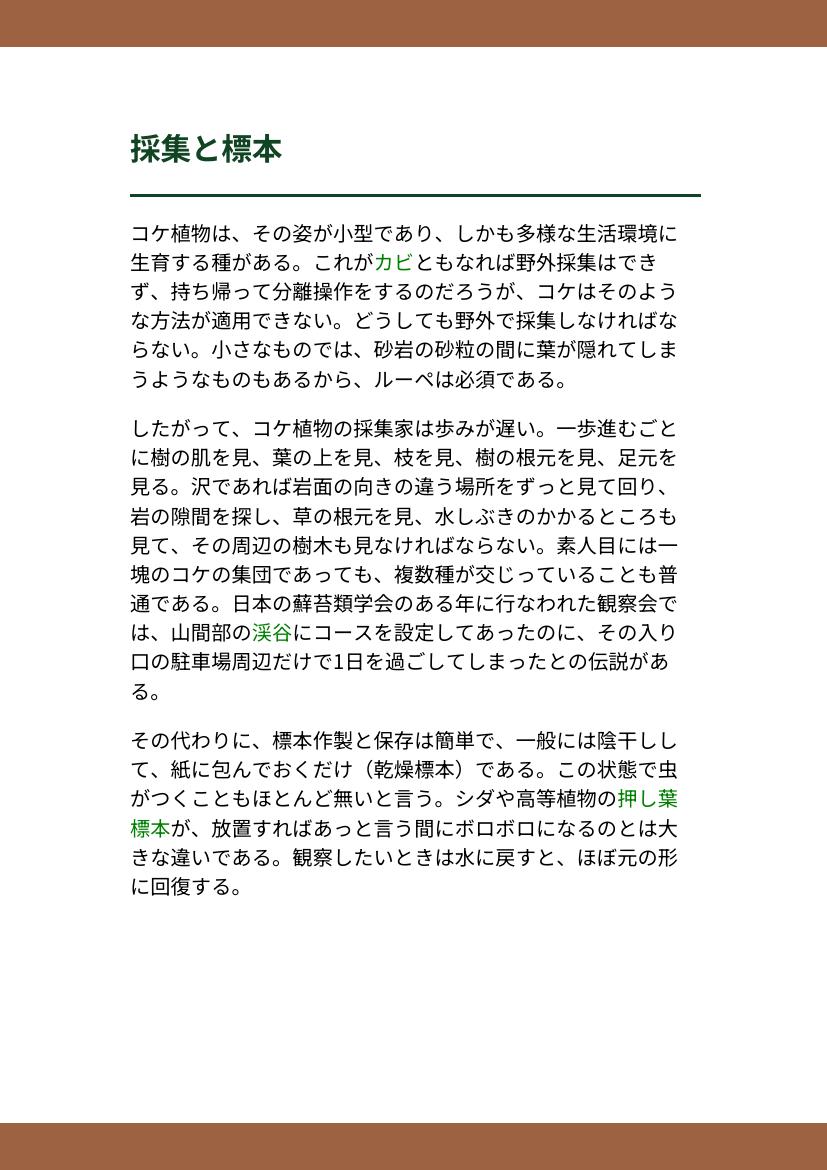 採集と標本
コケ植物は、その姿が小型であり、しかも多様な生活環境に
生育する種がある。これがカビともなれば野外採集はでき
ず、持ち帰って分離操作をするのだろうが、コケはそのよう
な方法が適用できない。どうしても野外で採集しなければな
らない。小さなものでは、砂岩の砂粒の間に葉が隠れてしま
うようなものもあるから、ルーペは必須である。
したがって、コケ植物の採集家は歩みが遅い。一歩進むごと
に樹の肌を見、葉の上を見、枝を見、樹の根元を見、足元を
見る。沢であれば岩面の向きの違う場所をずっと見て回り、
岩の隙間を探し、草の根元を見、水しぶきのかかるところも
見て、その周辺の樹木も見なければならない。素人目には一
塊のコケの集団であっても、複数種が交じっていることも普
通である。日本の蘚苔類学会のある年に行なわれた観察会で
は、山間部の渓谷にコースを設定してあったのに、その入り
口の駐車場周辺だけで1日を過ごしてしまったとの伝説があ
る。
その代わりに、標本作製と保存は簡単で、一般には陰干しし
て、紙に包んでおくだけ（乾燥標本）である。この状態で虫
がつくこともほとんど無いと言う。シダや高等植物の押し葉
標本が、放置すればあっと言う間にボロボロになるのとは大
きな違いである。観察したいときは水に戻すと、ほぼ元の形
に回復する。